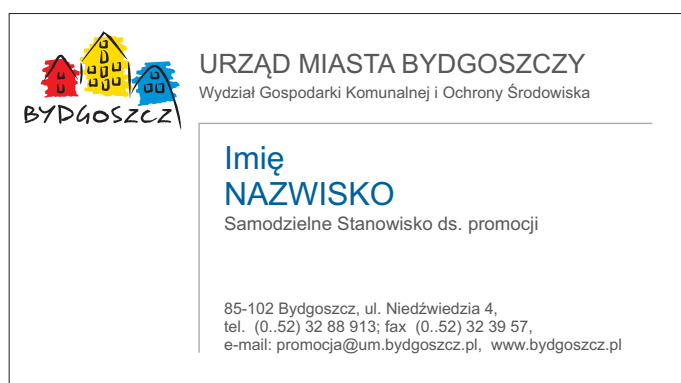 BYDGOSZCZ
URZĄD MIASTA BYDGOSZCZY
Wydział Gospodarki Komunalnej i Ochrony Środowiska
Imię
NAZWISKO
Samodzielne Stanowisko ds. promocji
85-102 Bydgoszcz, ul. Niedźwiedzia 4,
tel. (0..52) 32 88 913; fax (0..52) 32 39 57,
e-mail: promocja@um.bydgoszcz.pl, www.bydgoszcz.pl